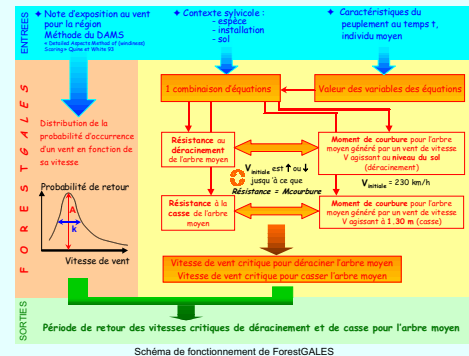 ENTREES
✦ Note d'exposition au vent
pour la région
Méthode du DAMS
= Detailed Aspects Method of (windiness)
Scoring= Quine et White 93
✦ Contexte sylvicole :
- espèce
- installation
- sol
✦ Caractéristiques du
peuplement au temps t,
individu moyen
FORESTGALES
Distribution de la
probabilité d'occurrence
d'un vent en fonction de
sa vitesse
Probabilité de retour
A
k
Vitesse de vent
1 combinaison d'équations
Valeur des variables des équations
Résistance au
déracinement
de l'arbre moyen
Moment de courbure pour l'arbre
moyen généré par un vent de vitesse
V agissant au niveau du sol
(déracinement)
V initiale est ↑ ou ↓
jusqu'à ce que
Résistance = Mcourbure
V initiale = 230 km/h
Résistance à la
casse de l'arbre
moyen
Moment de courbure pour l'arbre
moyen généré par un vent de vitesse
V agissant à 1.30 m (casse)
Vitesse de vent critique pour déraciner l'arbre moyen
Vitesse de vent critique pour casser l'arbre moyen
SORTIES
Période de retour des vitesses critiques de déracinement et de casse pour l'arbre moyen
Schéma de fonctionnement de ForestGALES